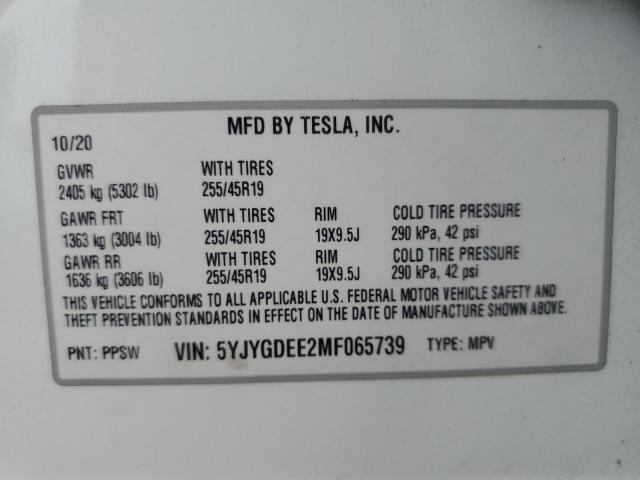 MFD BY TESLA, INC.
10/20
GVWR WITH TIRES
2405 kg (5302 lb) 255/45R19
GAWR FRT WITH TIRES RIM COLD TIRE PRESSURE
1363 kg (3004 lb) 255/45R19 19X9.5J 290 kPa, 42 psi
GAWR RR WITH TIRES RIM COLD TIRE PRESSURE
1636 kg (3606 lb) 255/45R19 19X9.5J 290 kPa, 42 psi
THIS VEHICLE CONFORMS TO ALL APPLICABLE U.S. FEDERAL MOTOR VEHICLE SAFETY AND
THEFT PREVENTION STANDARDS IN EFFECT ON THE DATE OF MANUFACTURE SHOWN ABOVE.
PNT: PPSW VIN: 5YJYGDEE2MF065739 TYPE: MPV